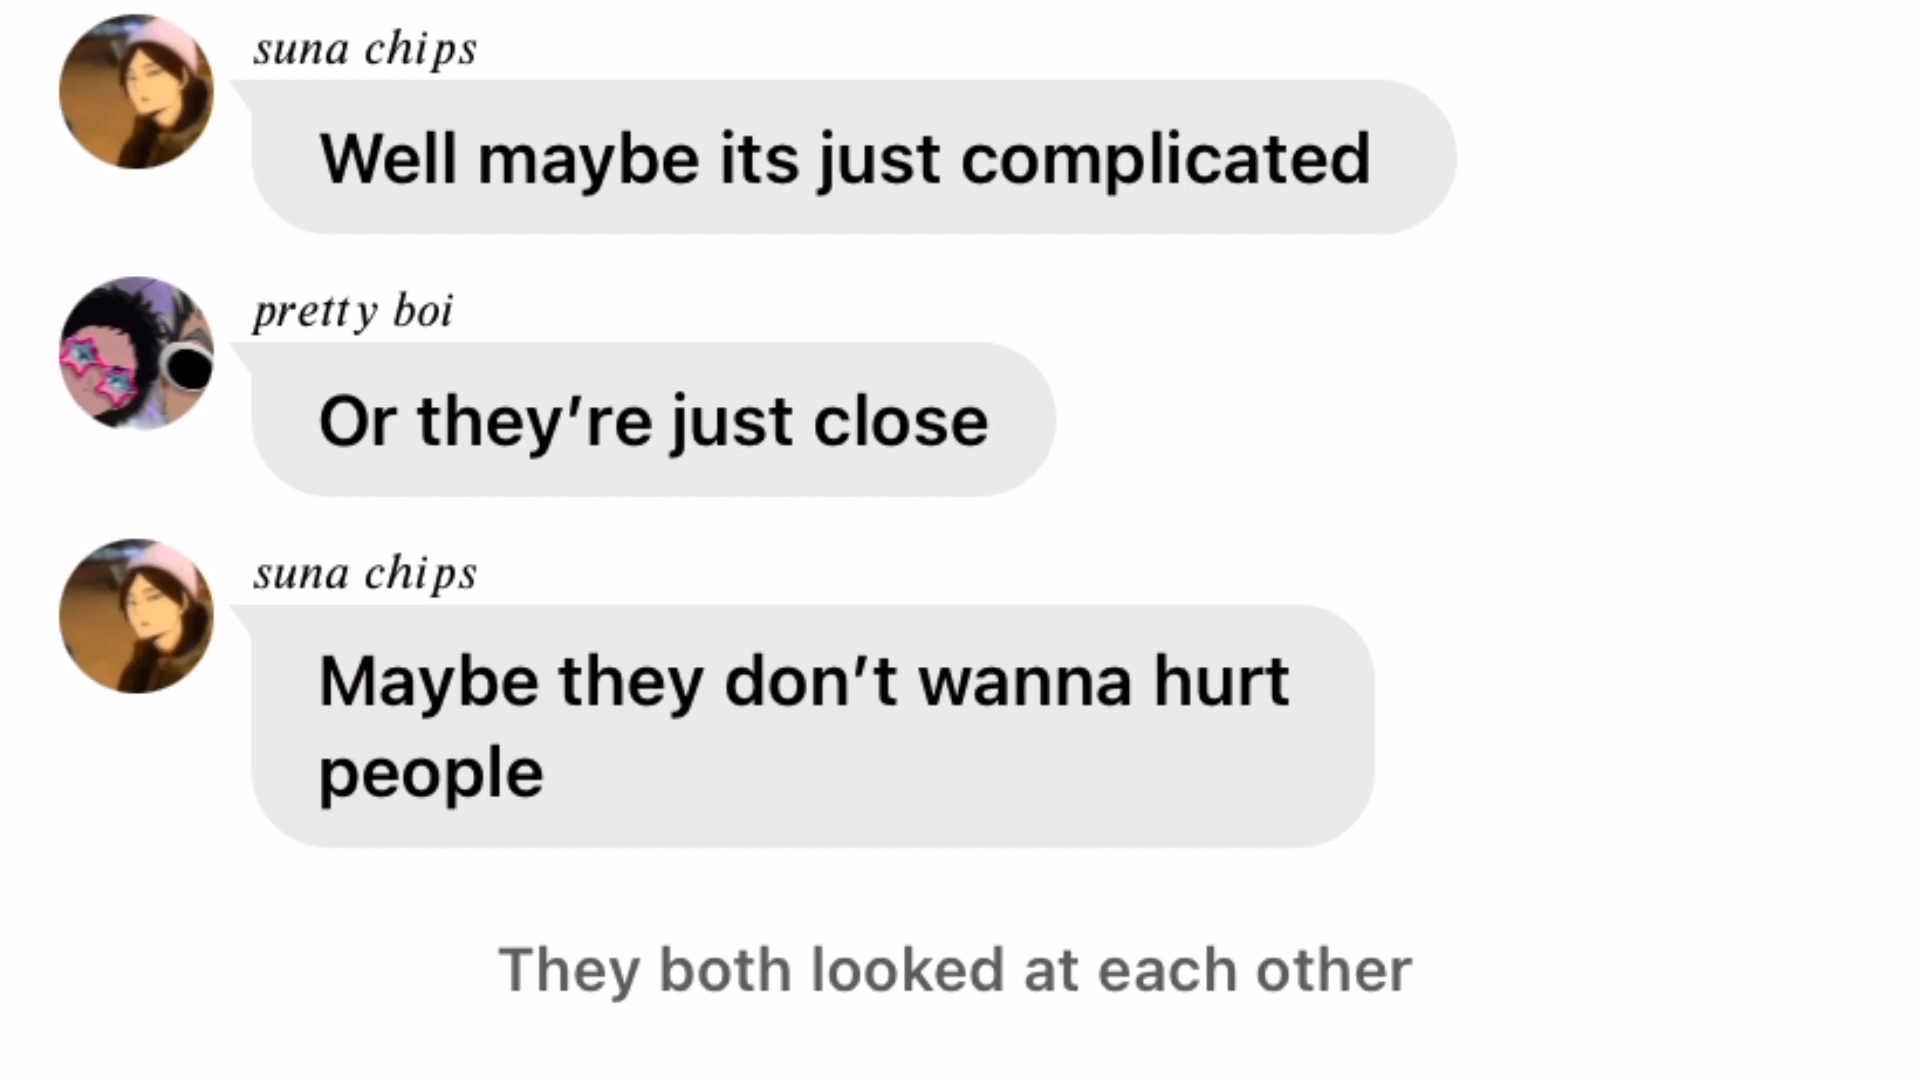 suna chips
Well maybe its just complicated
pretty boi
Or they’re just close
suna chips
Maybe they don’t wanna hurt
people
They both looked at each other